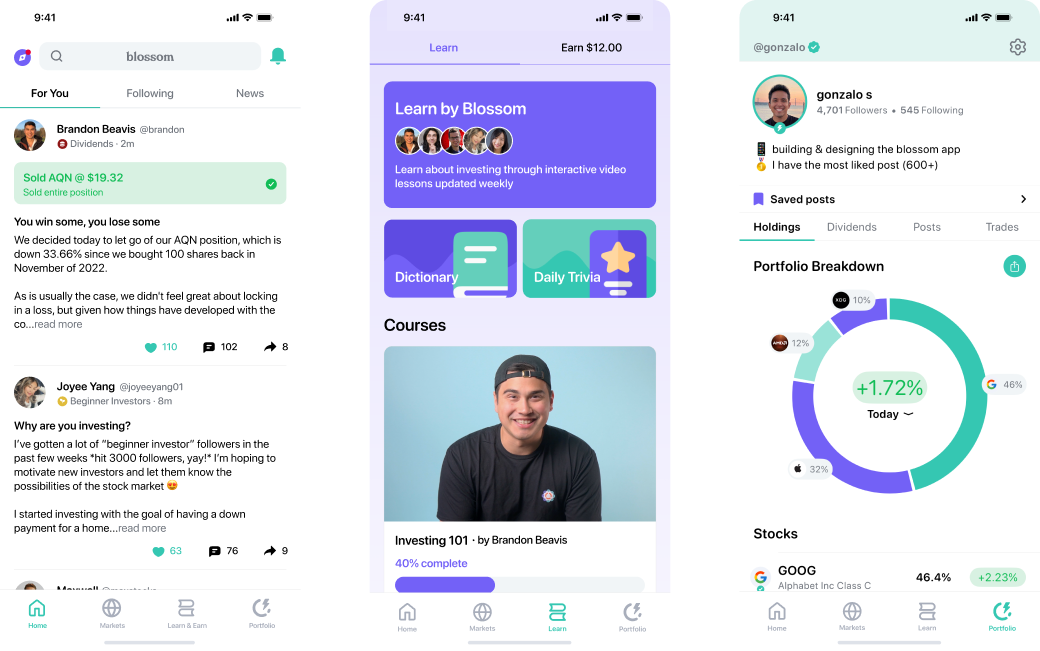 9:41
blossom
For You
Following
News
Brandon Beavis @brandon
Dividends · 2m
Sold AQN @ $19.32
Sold entire position
You win some, you lose some
We decided today to let go of our AQN position, which is
down 33.66% since we bought 100 shares back in
November of 2022.
As is usually the case, we didn't feel great about locking
in a loss, but given how things have developed with the
co...read more
110
102
8
Joyee Yang @joyeeyang01
Beginner Investors · 8m
Why are you investing?
I've gotten a lot of "beginner investor" followers in the
past few weeks *hit 3000 followers, yay!* I'm hoping to
motivate new investors and let them know the
possibilities of the stock market 😍
I started investing with the goal of having a down
payment for a home...read more
63
76
9
Home
Markets
Learn & Earn
Portfolio
9:41
Learn
Earn $12.00
Learn by Blossom
Learn about investing through interactive video
lessons updated weekly
Dictionary
Daily Trivia
Courses
Investing 101 · by Brandon Beavis
40% complete
Home
Markets
Learn
Portfolio
9:41
@gonzalo
gonzalo s
4,701 Followers • 545 Following
📱 building & designing the blossom app
🥇 I have the most liked post (600+)
Saved posts
Holdings
Dividends
Posts
Trades
Portfolio Breakdown
10%
12%
46%
+1.72%
Today
32%
Stocks
GOOG
Alphabet Inc Class C
46.4%
+2.23%
Home
Markets
Learn
Portfolio